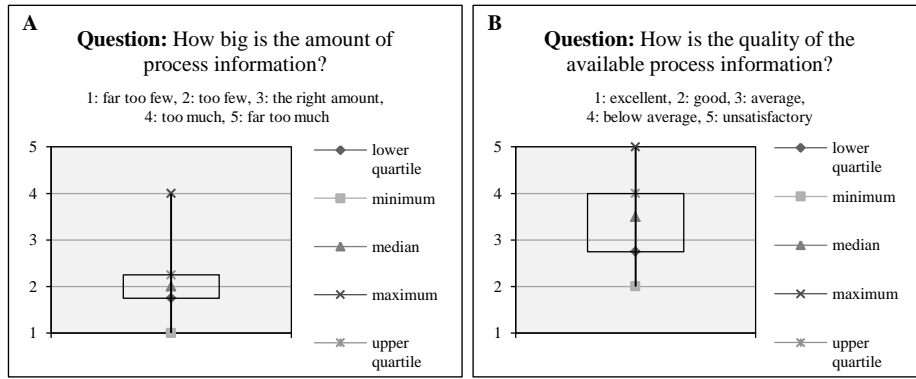 A
Question: How big is the amount of
process information?
1: far too few, 2: too few, 3: the right amount,
4: too much, 5: far too much
5
4
3
2
1
lower
quartile
minimum
median
maximum
upper
quartile
B
Question: How is the quality of the
available process information?
1: excellent, 2: good, 3: average,
4: below average, 5: unsatisfactory
5
4
3
2
1
lower
quartile
minimum
median
maximum
upper
quartile